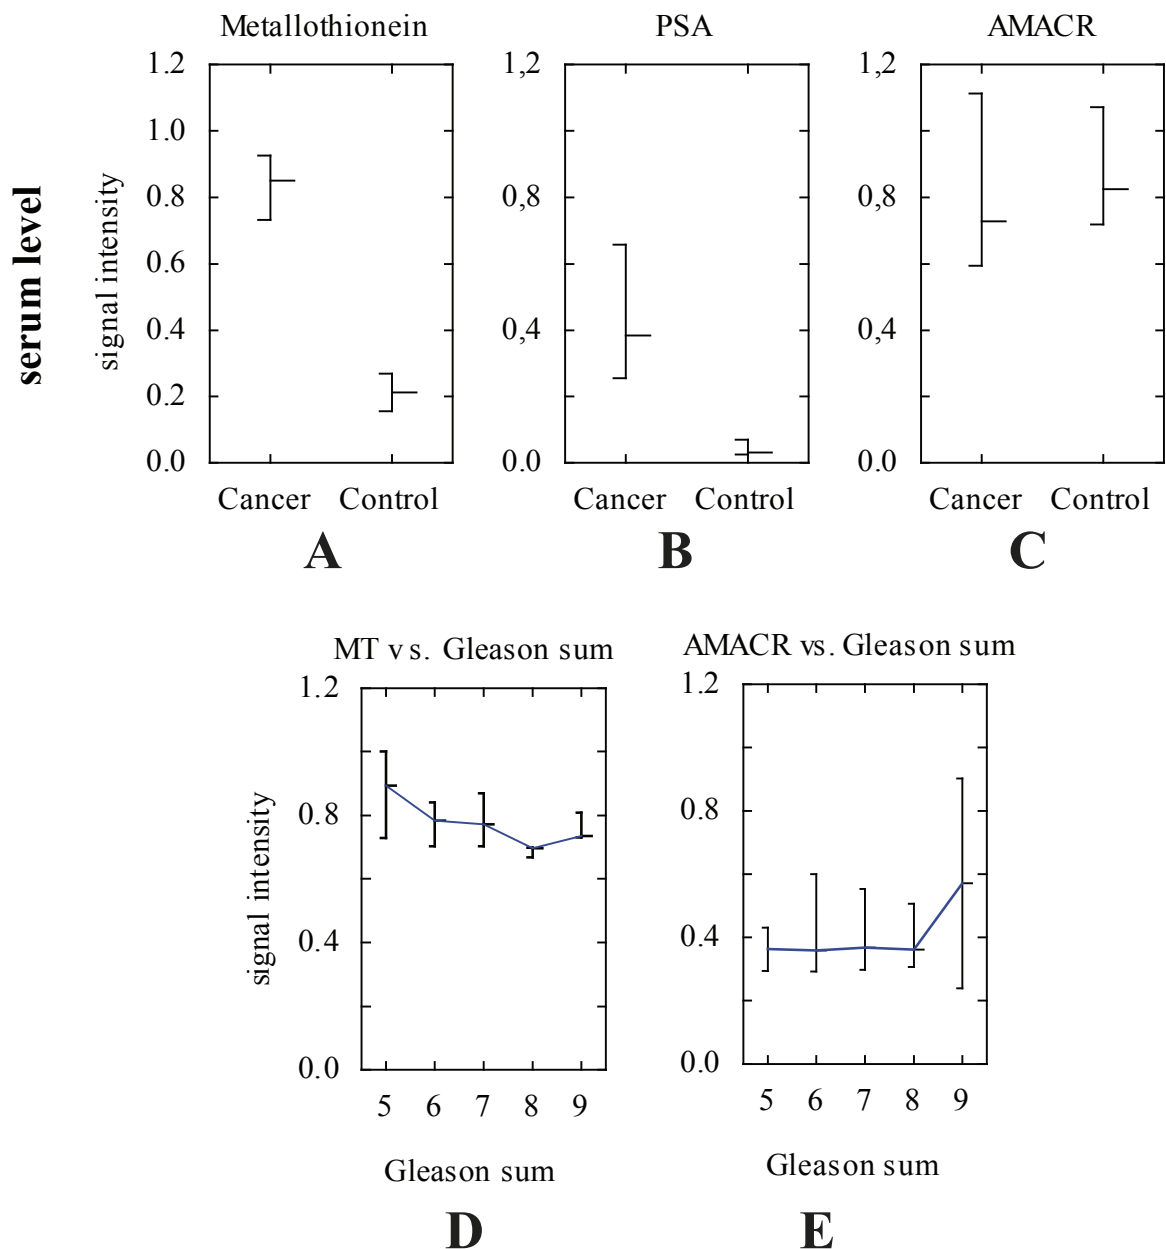 Metallothionein
PSA
AMACR
serum level
signal intensity
1.2
1.0
0.8
0.6
0.4
0.2
0.0
1,2
0,8
0,4
0.0
1,2
0,8
0,4
0.0
Cancer Control
Cancer Control
Cancer Control
A
B
C
MT vs. Gleason sum
AMACR vs. Gleason sum
signal intensity
1.2
0.8
0.4
0.0
1.2
0.8
0.4
0.0
5 6 7 8 9
5 6 7 8 9
Gleason sum
Gleason sum
D
E